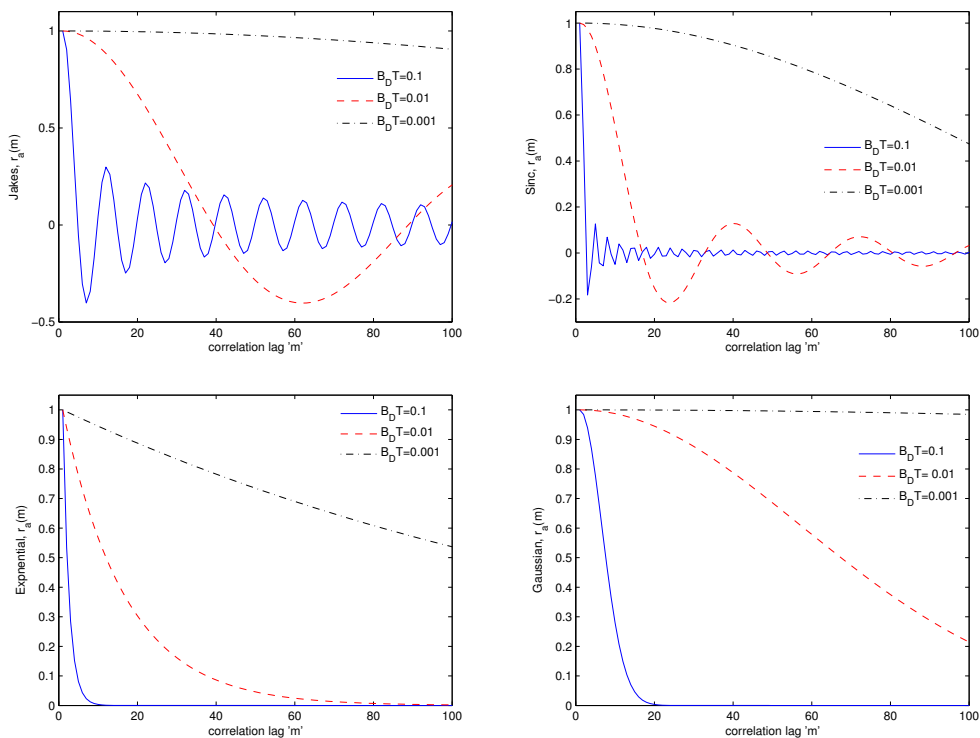 1
0.5
0
−0.5
Jakes, r_a(m)
B_DT=0.1
B_DT=0.01
B_DT=0.001
0 20 40 60 80 100
correlation lag 'm'
1
0.8
0.6
0.4
0.2
0
−0.2
Sinc, r_a(m)
B_DT=0.1
B_DT=0.01
B_DT=0.001
0 20 40 60 80 100
correlation lag 'm'
1
0.9
0.8
0.7
0.6
0.5
0.4
0.3
0.2
0.1
0
Expnential, r_a(m)
B_DT=0.1
B_DT=0.01
B_DT=0.001
0 20 40 60 80 100
correlation lag 'm'
1
0.9
0.8
0.7
0.6
0.5
0.4
0.3
0.2
0.1
0
Gaussian, r_a(m)
B_DT=0.1
B_DT= 0.01
B_DT=0.001
0 20 40 60 80 100
correlation lag 'm'